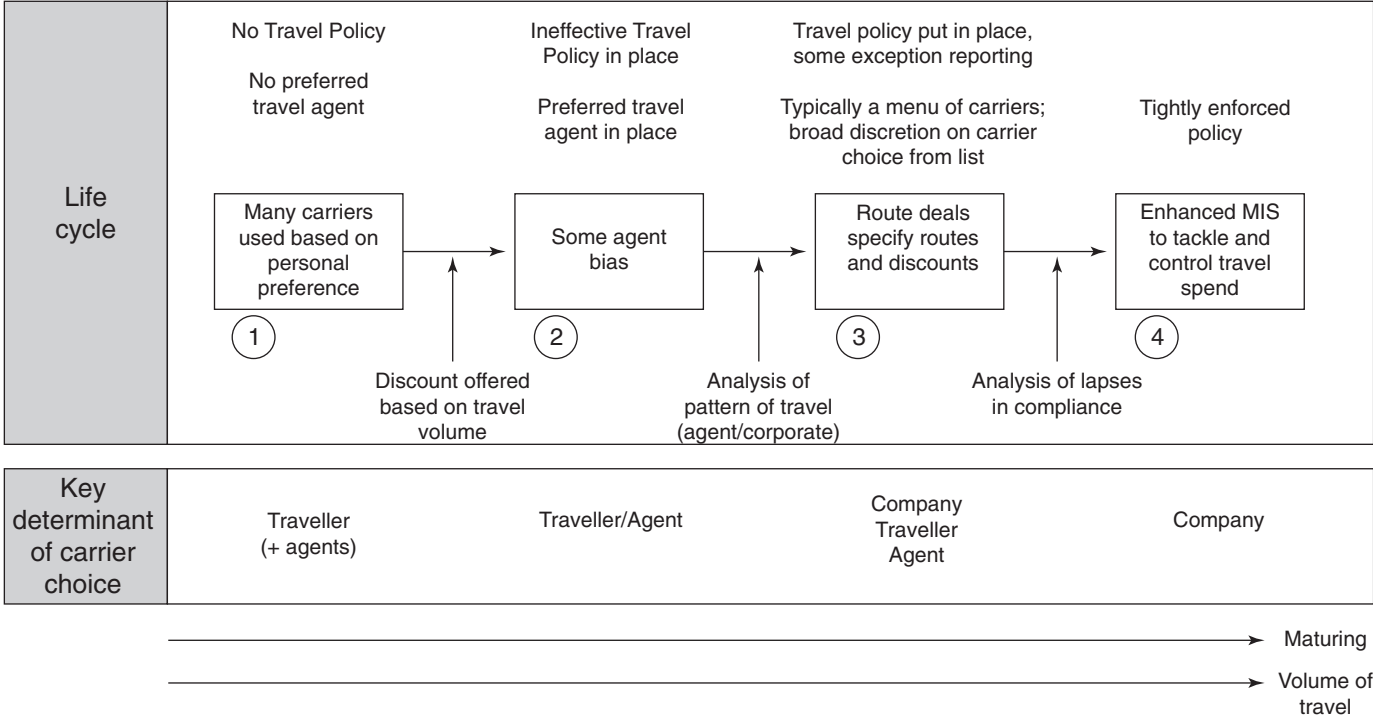 Life
cycle
No Travel Policy
No preferred
travel agent
Many carriers
used based on
personal
preference
1
Discount offered
based on travel
volume
Ineffective Travel
Policy in place
Preferred travel
agent in place
Some agent
bias
2
Analysis of
pattern of travel
(agent/corporate)
Travel policy put in place,
some exception reporting
Typically a menu of carriers;
broad discretion on carrier
choice from list
Route deals
specify routes
and discounts
3
Analysis of lapses
in compliance
Tightly enforced
policy
Enhanced MIS
to tackle and
control travel
spend
4
Key
determinant
of carrier
choice
Traveller
(+ agents)
Traveller/Agent
Company
Traveller
Agent
Company
Maturing
Volume of
travel